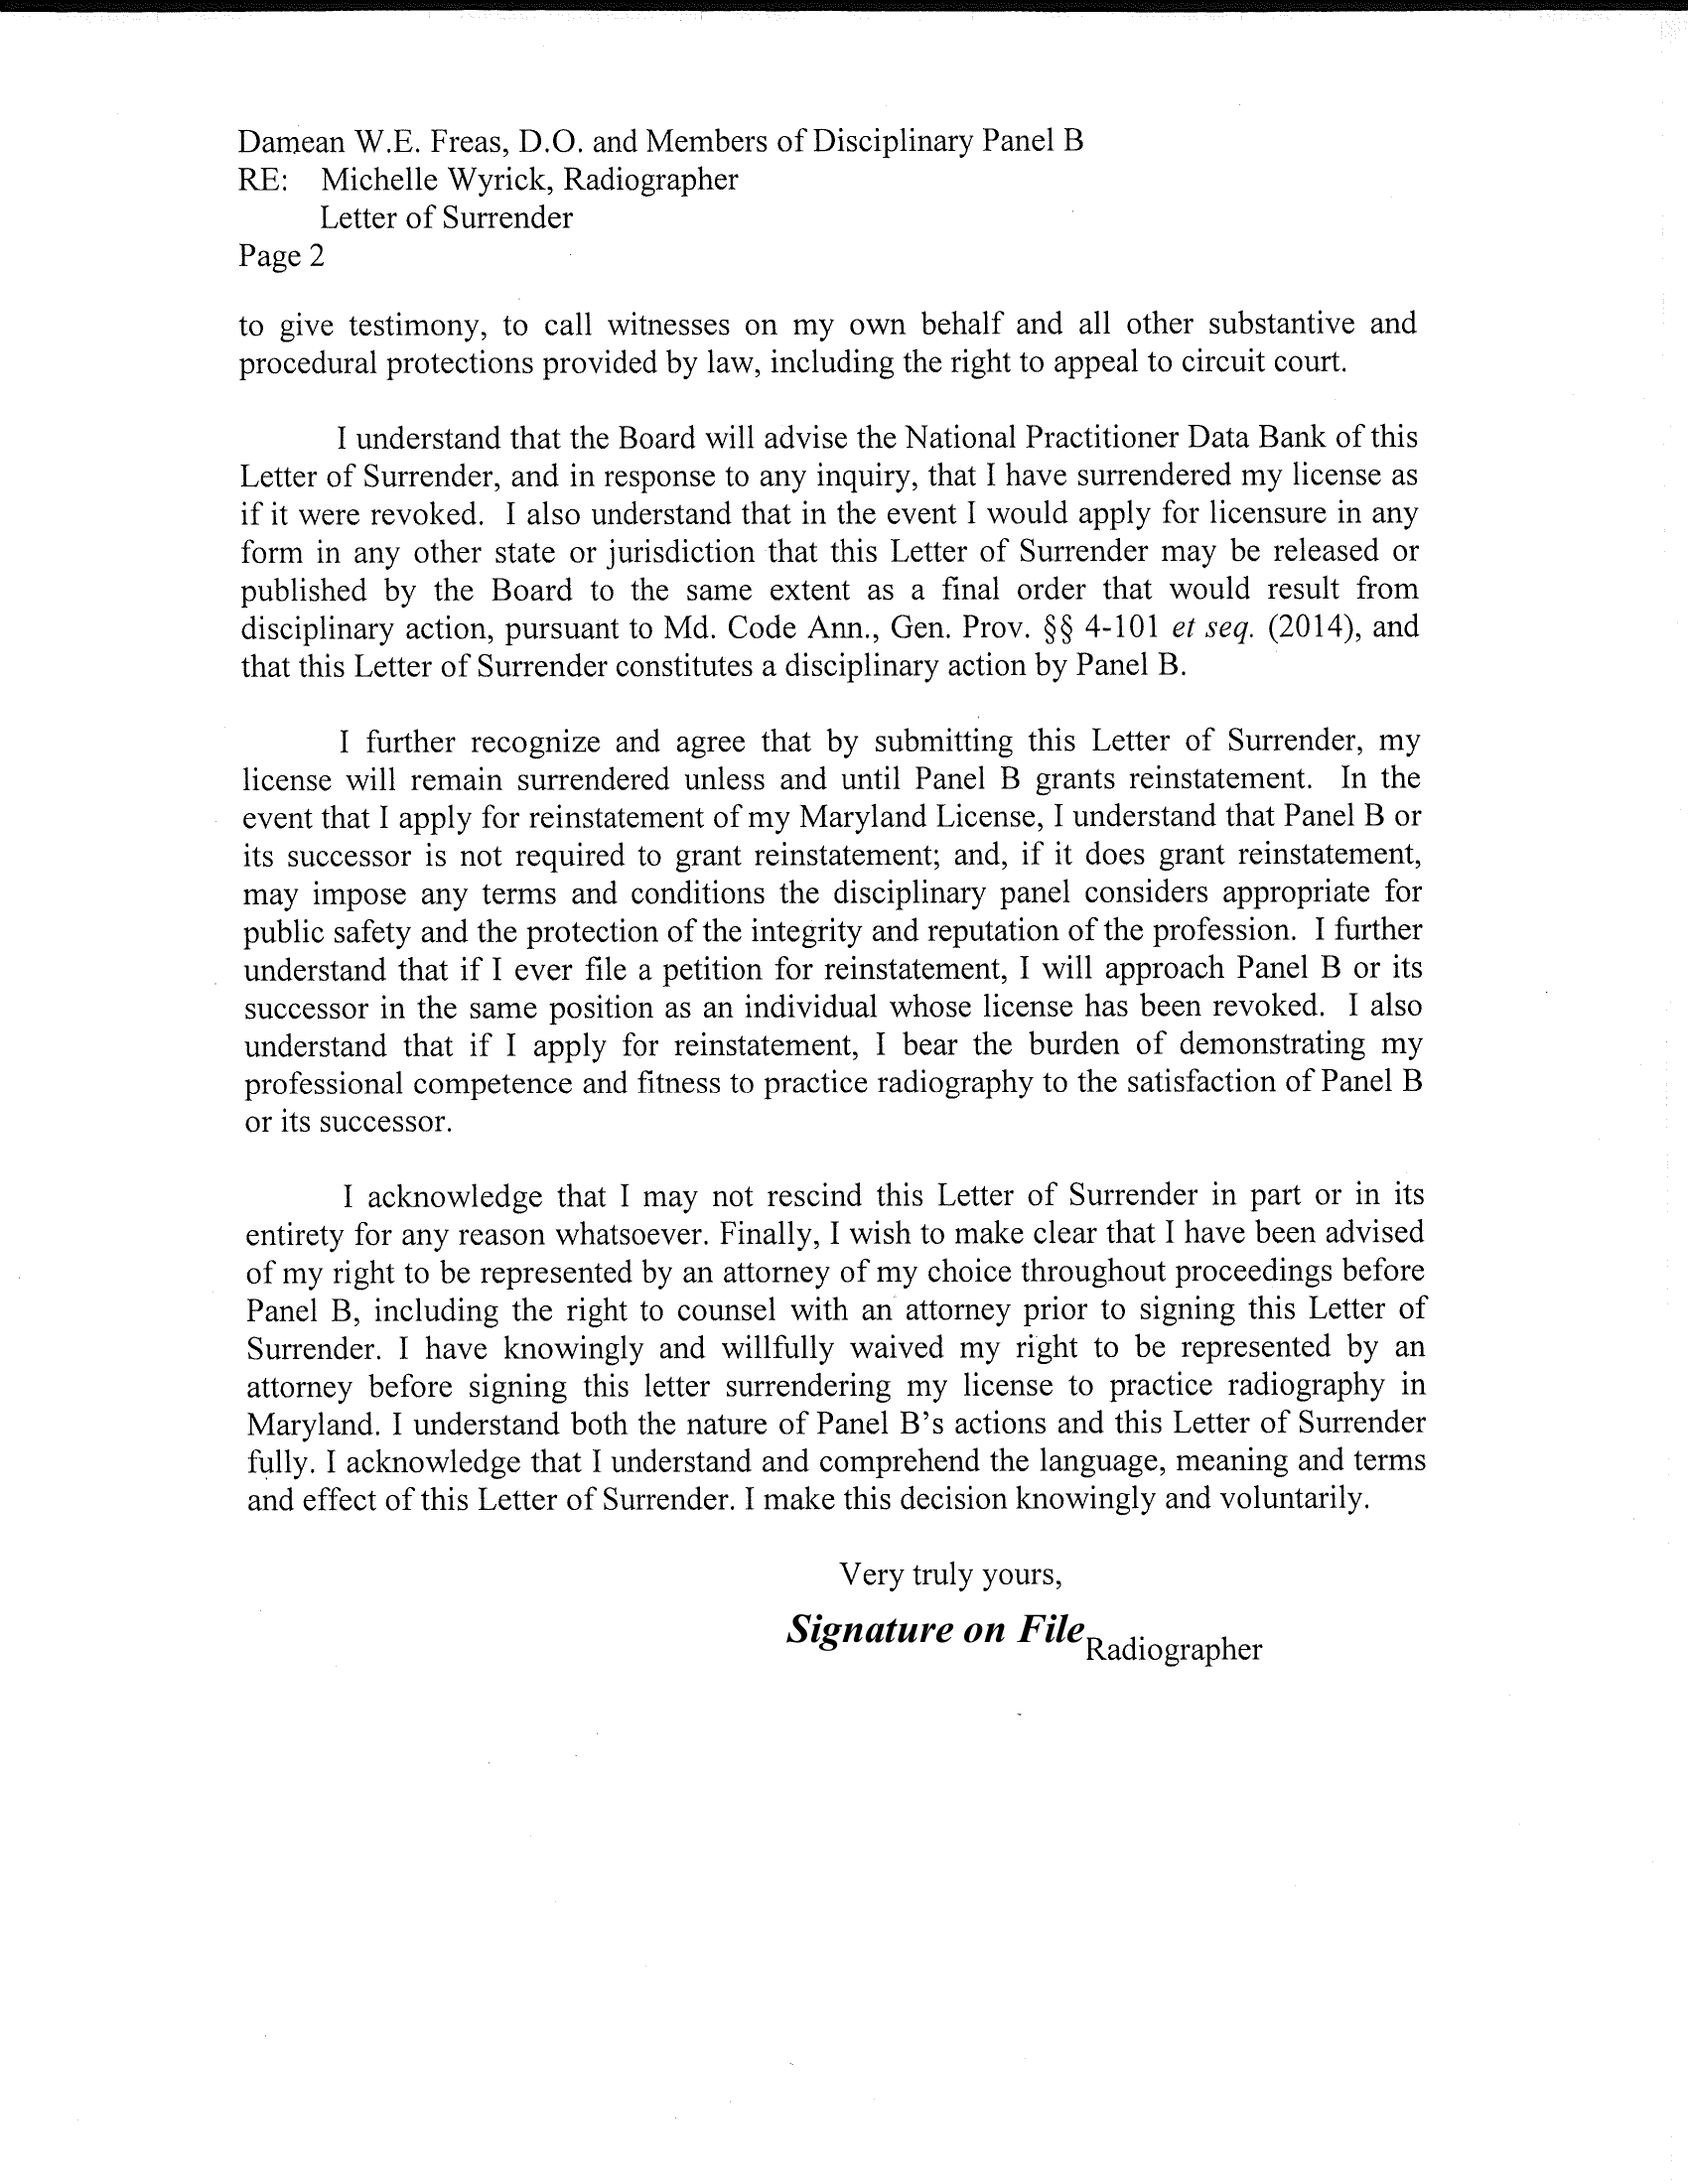 Damean W.E. Freas, D.O. and Members of Disciplinary Panel B
RE: Michelle Wyrick, Radiographer
Letter of Surrender
Page 2
to give testimony, to call witnesses on my own behalf and all other substantive and
procedural protections provided by law, including the right to appeal to circuit court.
I understand that the Board will advise the National Practitioner Data Bank of this
Letter of Surrender, and in response to any inquiry, that I have surrendered my license as
if it were revoked. I also understand that in the event I would apply for licensure in any
form in any other state or jurisdiction that this Letter of Surrender may be released or
published by the Board to the same extent as a final order that would result from
disciplinary action, pursuant to Md. Code Ann., Gen. Prov. §§ 4-101 et seq. (2014), and
that this Letter of Surrender constitutes a disciplinary action by Panel B.
I further recognize and agree that by submitting this Letter of Surrender, my
license will remain surrendered unless and until Panel B grants reinstatement. In the
event that I apply for reinstatement of my Maryland License, I understand that Panel B or
its successor is not required to grant reinstatement; and, if it does grant reinstatement,
may impose any terms and conditions the disciplinary panel considers appropriate for
public safety and the protection of the integrity and reputation of the profession. I further
understand that if I ever file a petition for reinstatement, I will approach Panel B or its
successor in the same position as an individual whose license has been revoked. I also
understand that if I apply for reinstatement, I bear the burden of demonstrating my
professional competence and fitness to practice radiography to the satisfaction of Panel B
or its successor.
I acknowledge that I may not rescind this Letter of Surrender in part or in its
entirety for any reason whatsoever. Finally, I wish to make clear that I have been advised
of my right to be represented by an attorney of my choice throughout proceedings before
Panel B, including the right to counsel with an attorney prior to signing this Letter of
Surrender. I have knowingly and willfully waived my right to be represented by an
attorney before signing this letter surrendering my license to practice radiography in
Maryland. I understand both the nature of Panel B's actions and this Letter of Surrender
fully. I acknowledge that I understand and comprehend the language, meaning and terms
and effect of this Letter of Surrender. I make this decision knowingly and voluntarily.
Very truly yours,
Signature on File Radiographer